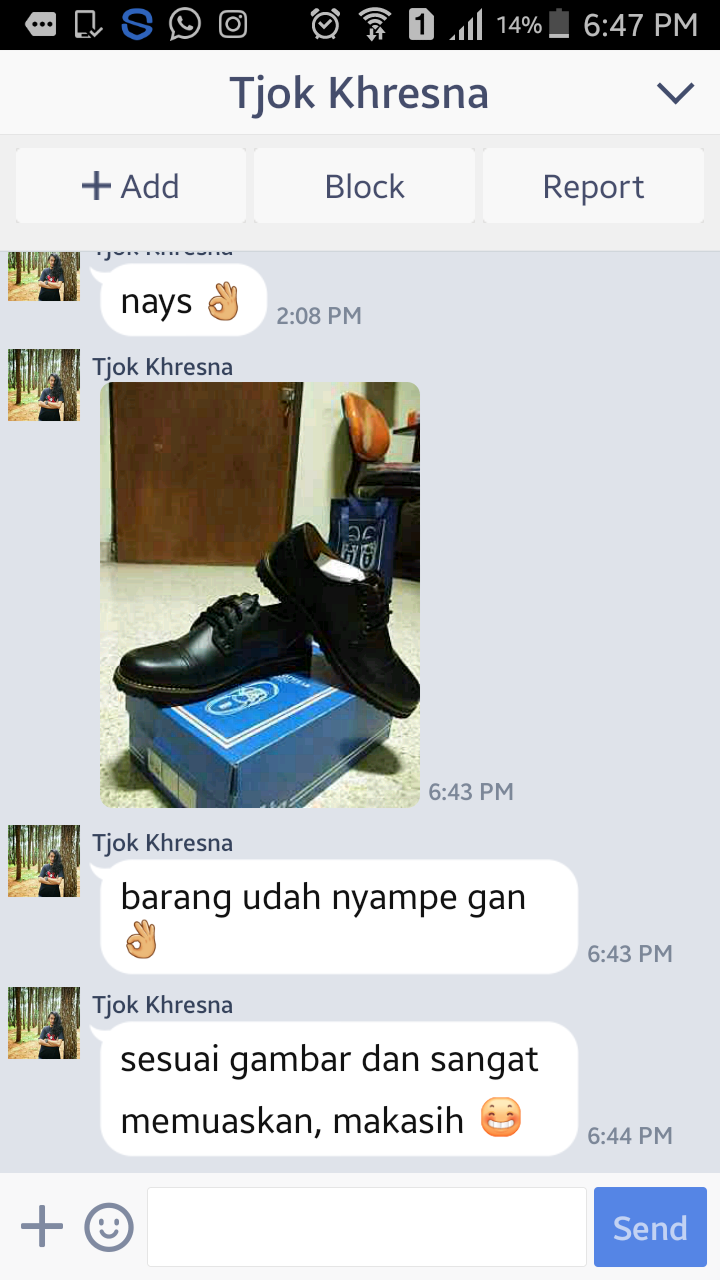 14% 6:47 PM
Tjok Khresna
+ Add Block Report
Tjok Khresna
nays 👌
2:08 PM
Tjok Khresna
6:43 PM
Tjok Khresna
barang udah nyampe gan
👌
6:43 PM
Tjok Khresna
sesuai gambar dan sangat
memuaskan, makasih 😁
6:44 PM
Send